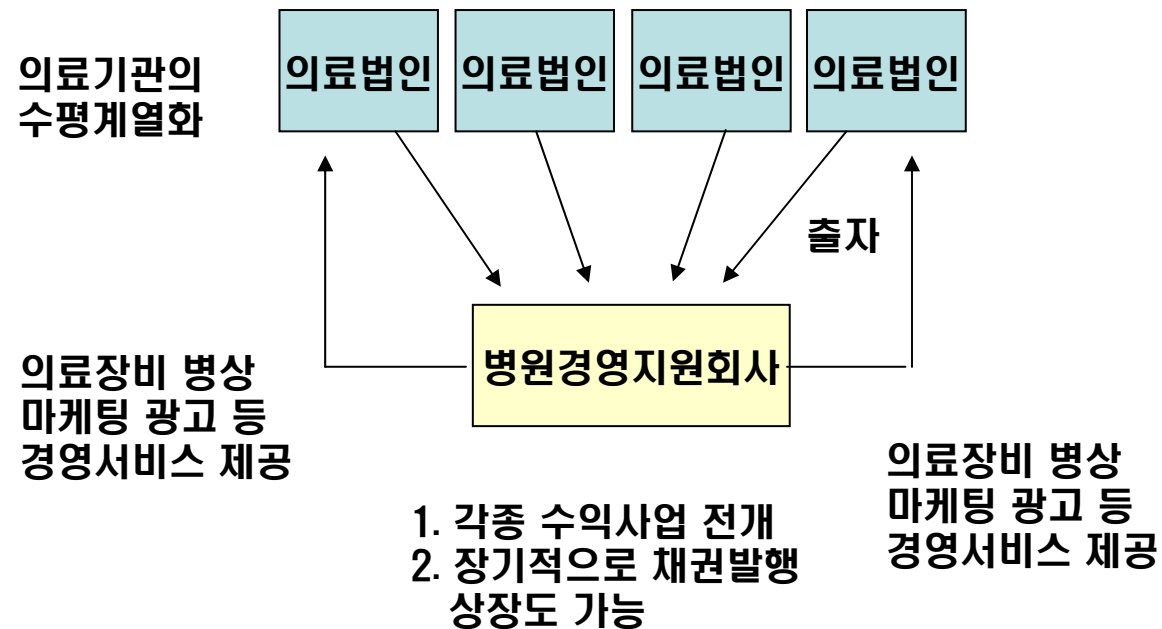 의료기관의
수평계열화
의료법인
의료법인
의료법인
의료법인
출자
병원경영지원회사
의료장비 병상
마케팅 광고 등
경영서비스 제공
의료장비 병상
마케팅 광고 등
경영서비스 제공
1. 각종 수익사업 전개
2. 장기적으로 채권발행
상장도 가능